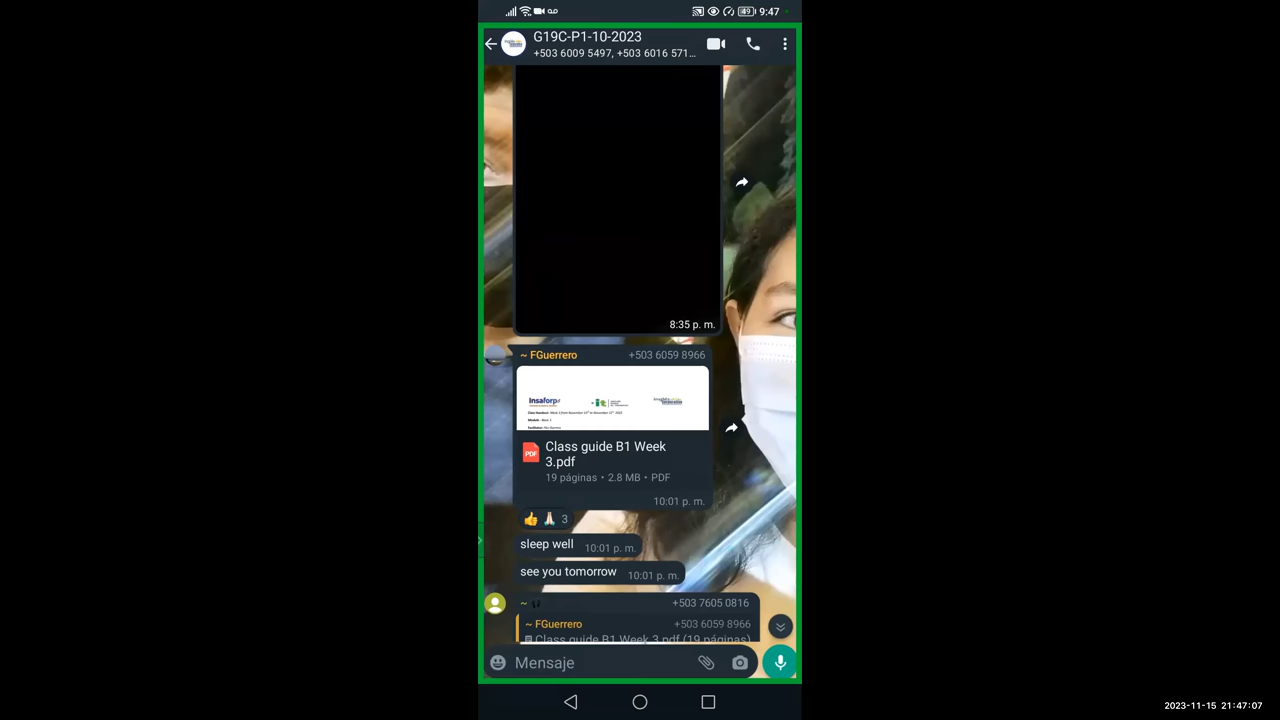 49 9:47
G19C-P1-10-2023
+503 6009 5497, +503 6016 571...
8:35 p. m.
~ FGuerrero +503 6059 8966
Insaforp
Class guide B1 Week
3.pdf
PDF
19 páginas • 2.8 MB • PDF
10:01 p. m.
3
sleep well 10:01 p. m.
see you tomorrow 10:01 p. m.
~ +503 7605 0816
~ FGuerrero +503 6059 8966
Class guide B1 Week 3.pdf (19 páginas)
Mensaje
2023-11-15 21:47:07